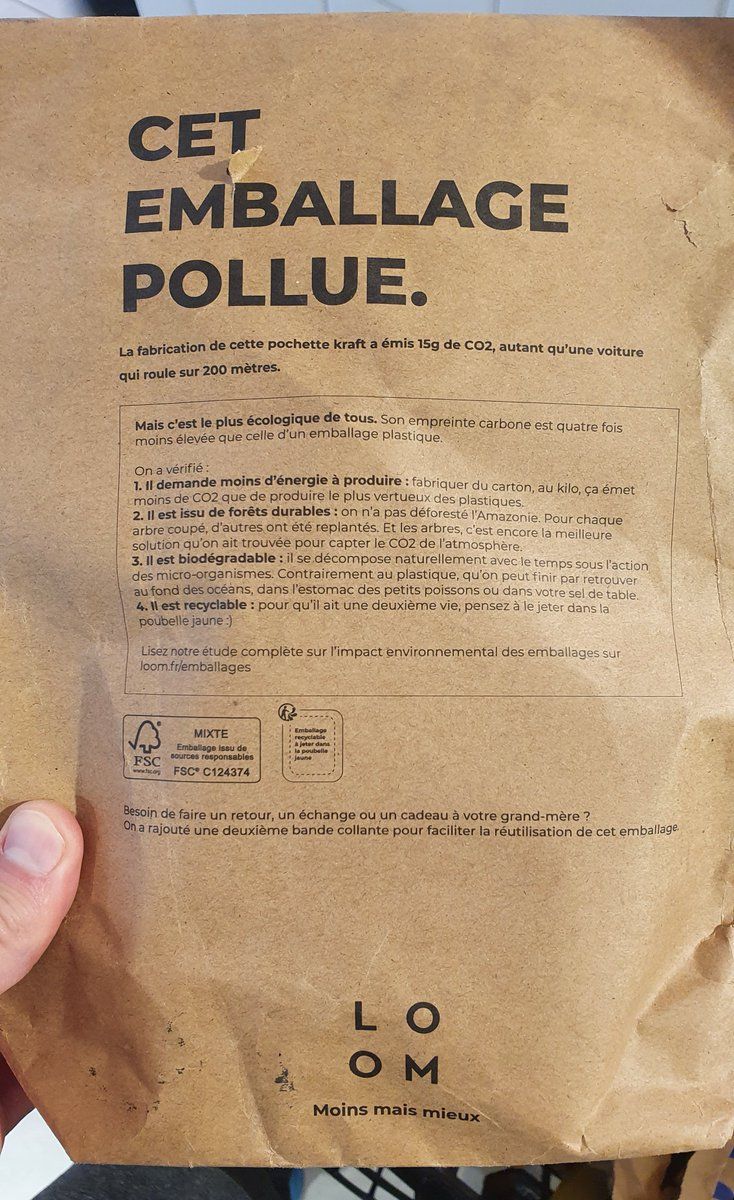 CET
EMBALLAGE
POLLUE.
La fabrication de cette pochette kraft a émis 15g de CO2, autant qu'une voiture
qui roule sur 200 mètres.
Mais c'est le plus écologique de tous. Son empreinte carbone est quatre fois
moins élevée que celle d'un emballage plastique.
On a vérifié :
1. Il demande moins d'énergie à produire : fabriquer du carton, au kilo, ça émet
moins de CO2 que de produire le plus vertueux des plastiques.
2. Il est issu de forêts durables : on n'a pas déforesté l'Amazonie. Pour chaque
arbre coupé, d'autres ont été replantés. Et les arbres, c'est encore la meilleure
solution qu'on ait trouvée pour capter le CO2 de l'atmosphère.
3. Il est biodégradable : il se décompose naturellement avec le temps sous l'action
des micro-organismes. Contrairement au plastique, qu'on peut finir par retrouver
au fond des océans, dans l'estomac des petits poissons ou dans votre sel de table.
4. Il est recyclable : pour qu'il ait une deuxième vie, pensez à le jeter dans la
poubelle jaune :)
Lisez notre étude complète sur l'impact environnemental des emballages sur
loom.fr/emballages
FSC
www.fsc.org
MIXTE
Emballage issu de
sources responsables
FSC® C124374
Emballage
recyclable
à jeter dans
la poubelle
jaune
Besoin de faire un retour, un échange ou un cadeau à votre grand-mère ?
On a rajouté une deuxième bande collante pour faciliter la réutilisation de cet emballage.
LO
OM
Moins mais mieux